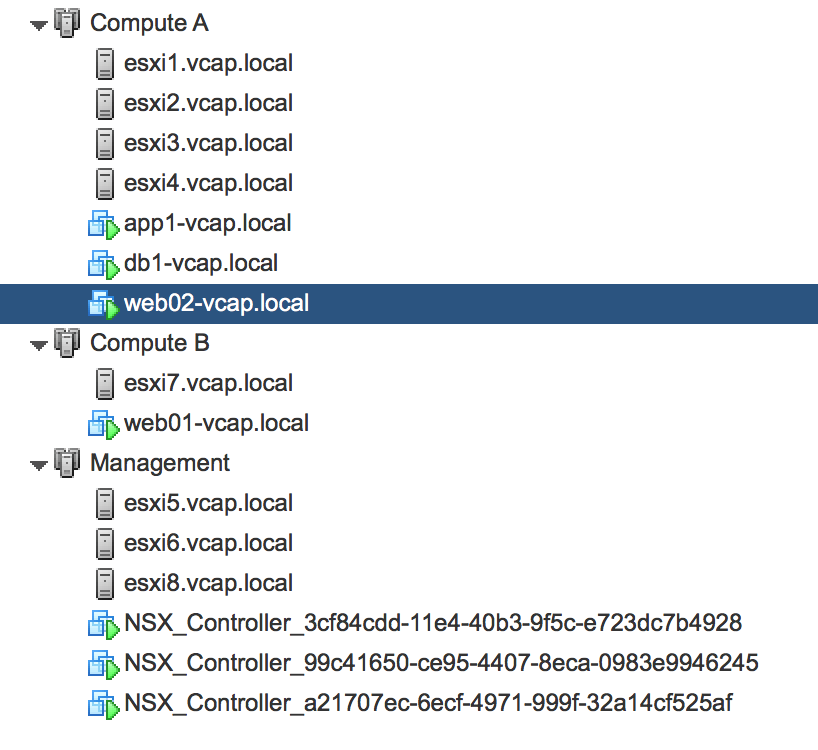 Compute A
esxi1.vcap.local
esxi2.vcap.local
esxi3.vcap.local
esxi4.vcap.local
app1-vcap.local
db1-vcap.local
web02-vcap.local
Compute B
esxi7.vcap.local
web01-vcap.local
Management
esxi5.vcap.local
esxi6.vcap.local
esxi8.vcap.local
NSX_Controller_3cf84cdd-11e4-40b3-9f5c-e723dc7b4928
NSX_Controller_99c41650-ce95-4407-8eca-0983e9946245
NSX_Controller_a21707ec-6ecf-4971-999f-32a14cf525af